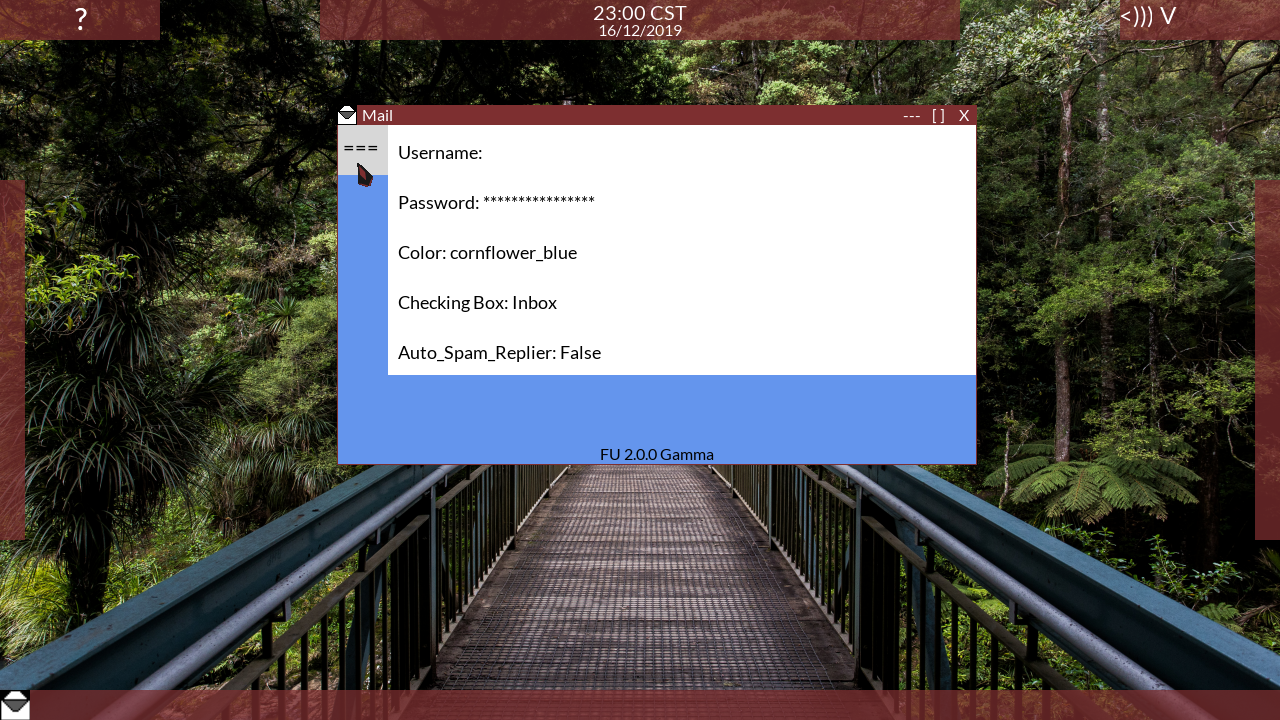 ?
23:00 CST
16/12/2019
<))) V
Mail
--- [ ] X
===
Username:
Password: ****************
Color: cornflower_blue
Checking Box: Inbox
Auto_Spam_Replier: False
FU 2.0.0 Gamma